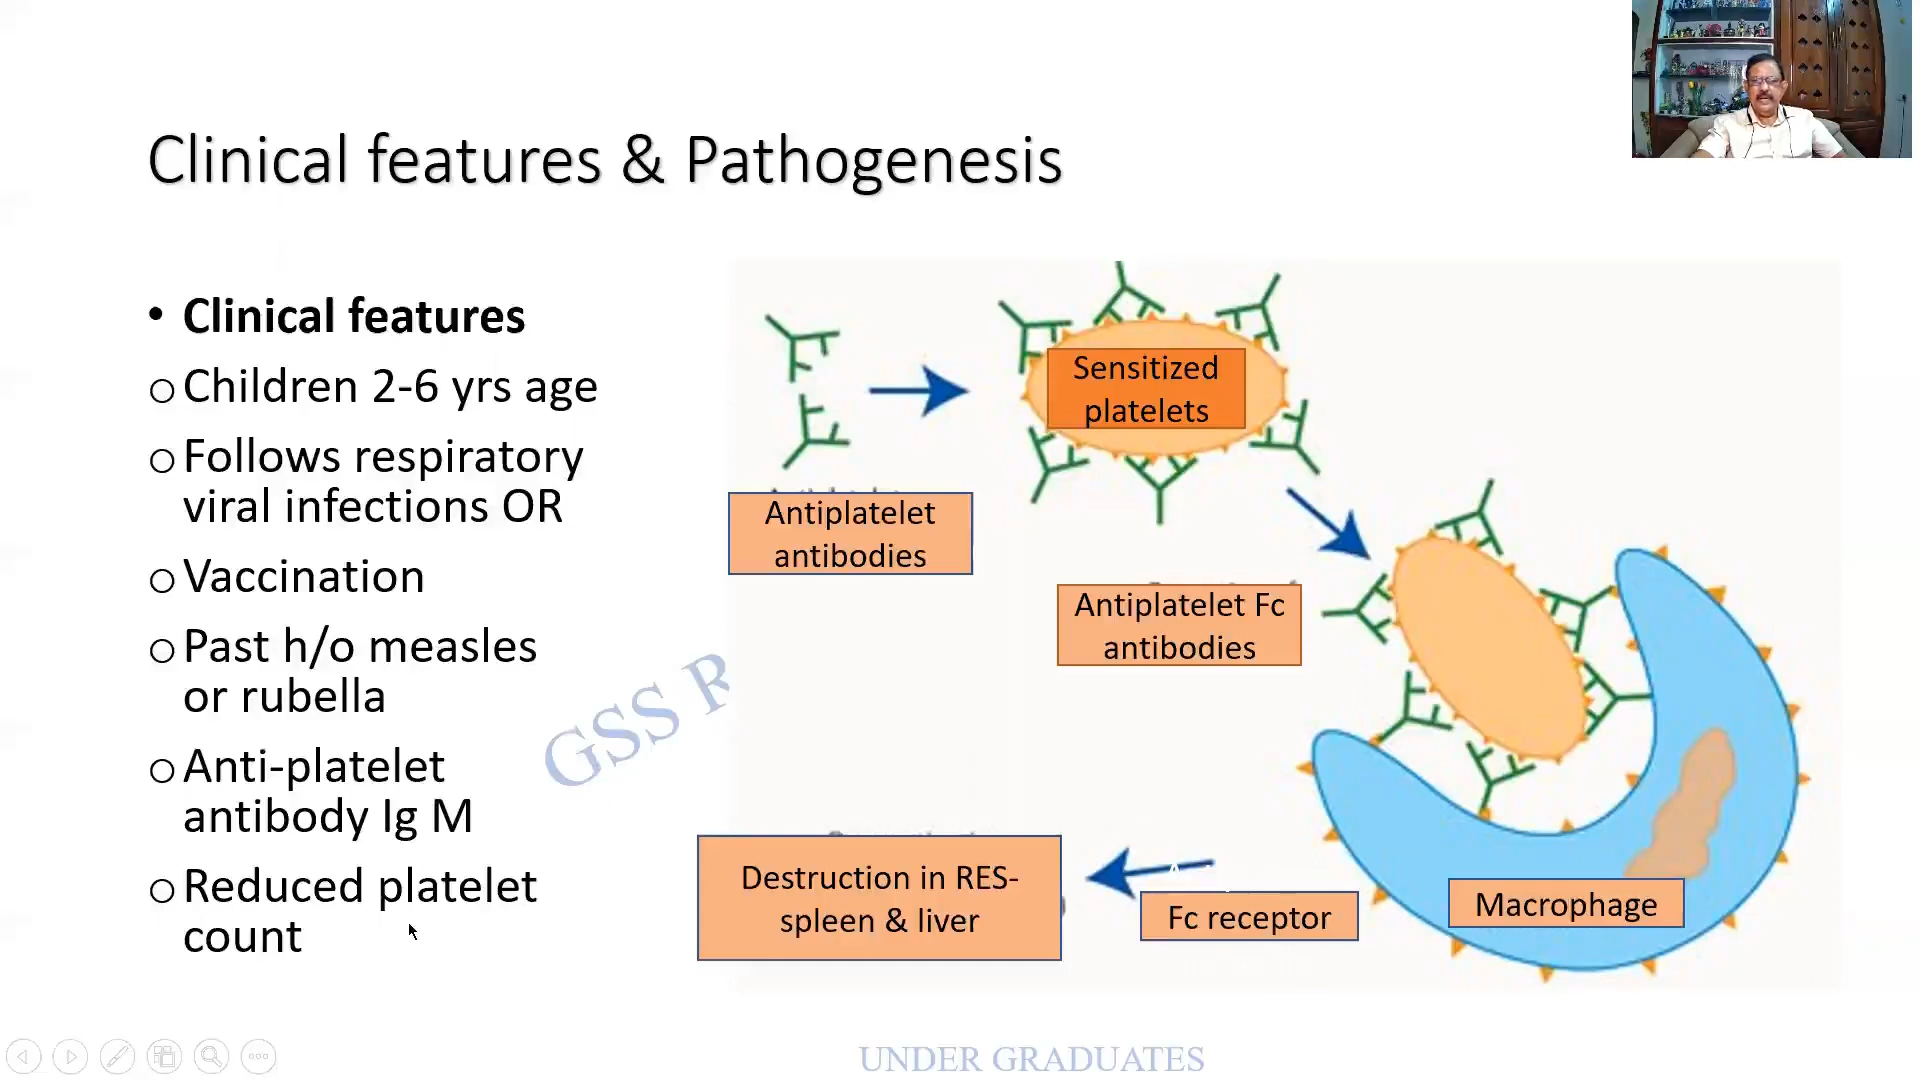 Clinical features & Pathogenesis
• Clinical features
o Children 2-6 yrs age
o Follows respiratory
viral infections OR
o Vaccination
o Past h/o measles
or rubella
o Anti-platelet
antibody Ig M
o Reduced platelet
count
Sensitized
platelets
Antiplatelet
antibodies
Antiplatelet Fc
antibodies
GSS R
Destruction in RES-
spleen & liver
Fc receptor
Macrophage
UNDER GRADUATES